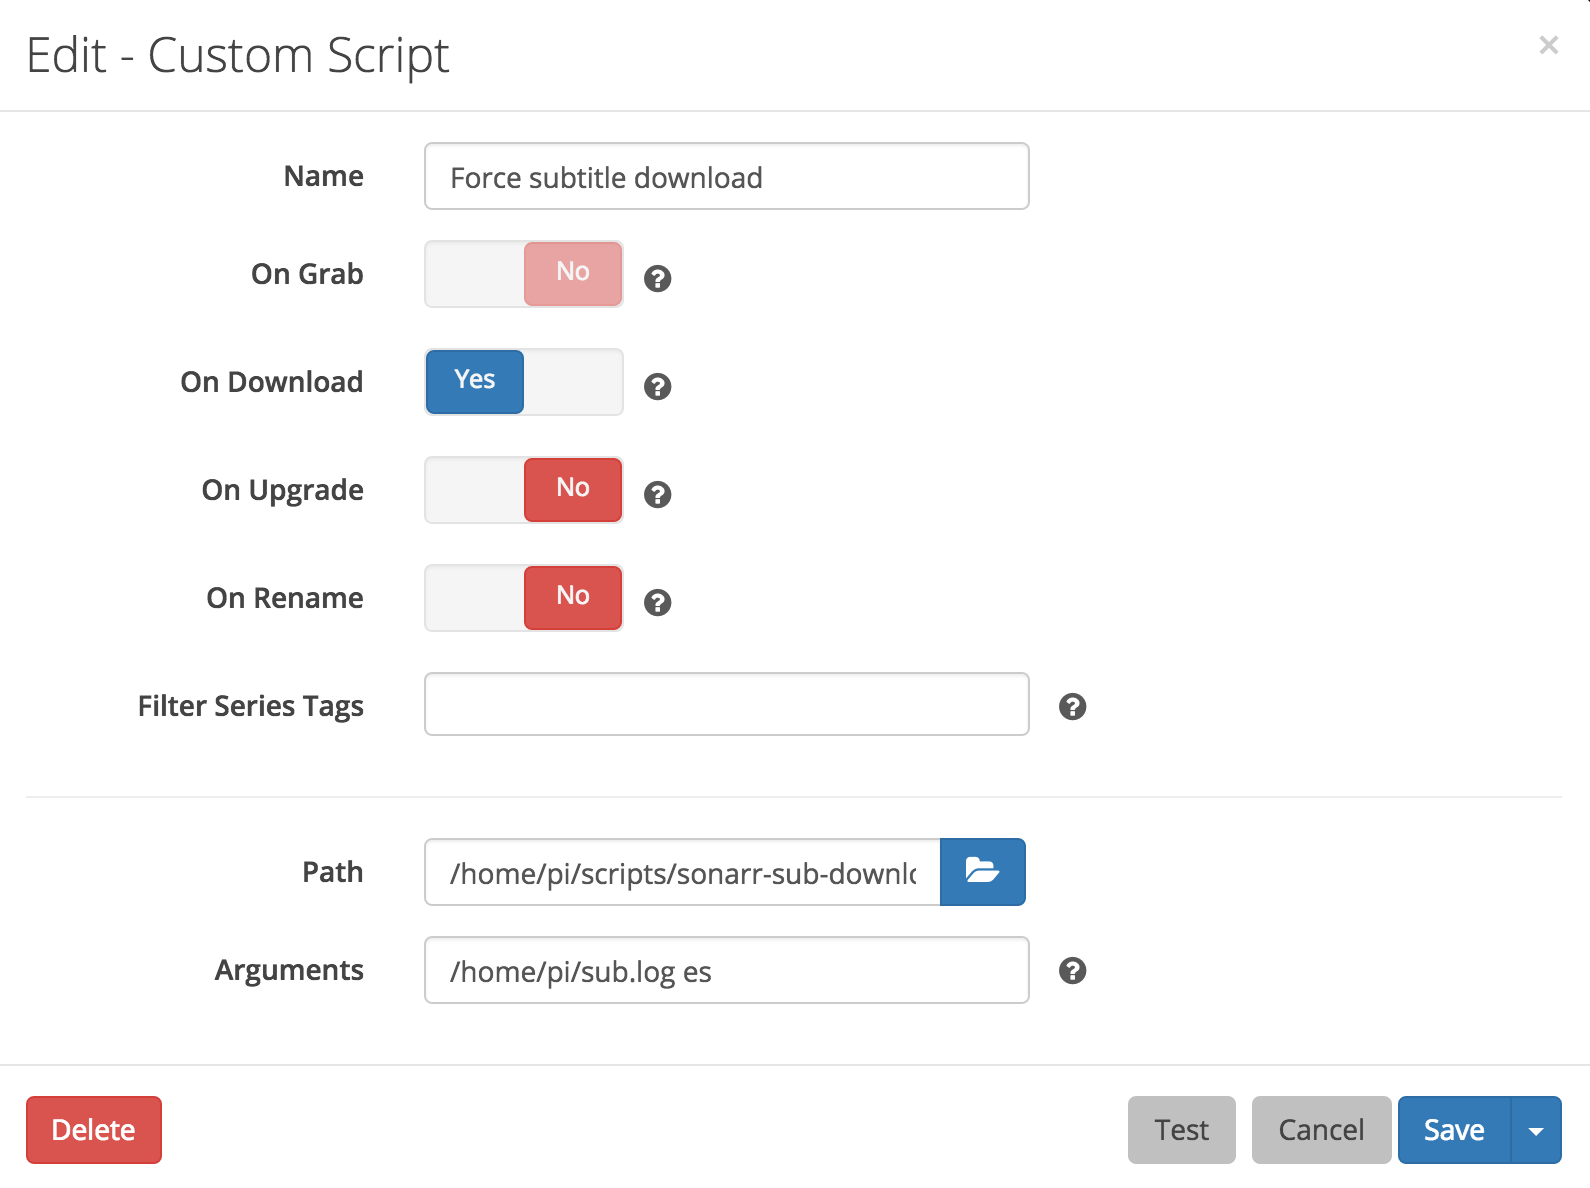 Edit - Custom Script
×
Name Force subtitle download
On Grab No ?
On Download Yes ?
On Upgrade No ?
On Rename No ?
Filter Series Tags ?
Path /home/pi/scripts/sonarr-sub-downlo
Arguments /home/pi/sub.log es ?
Delete Test Cancel Save